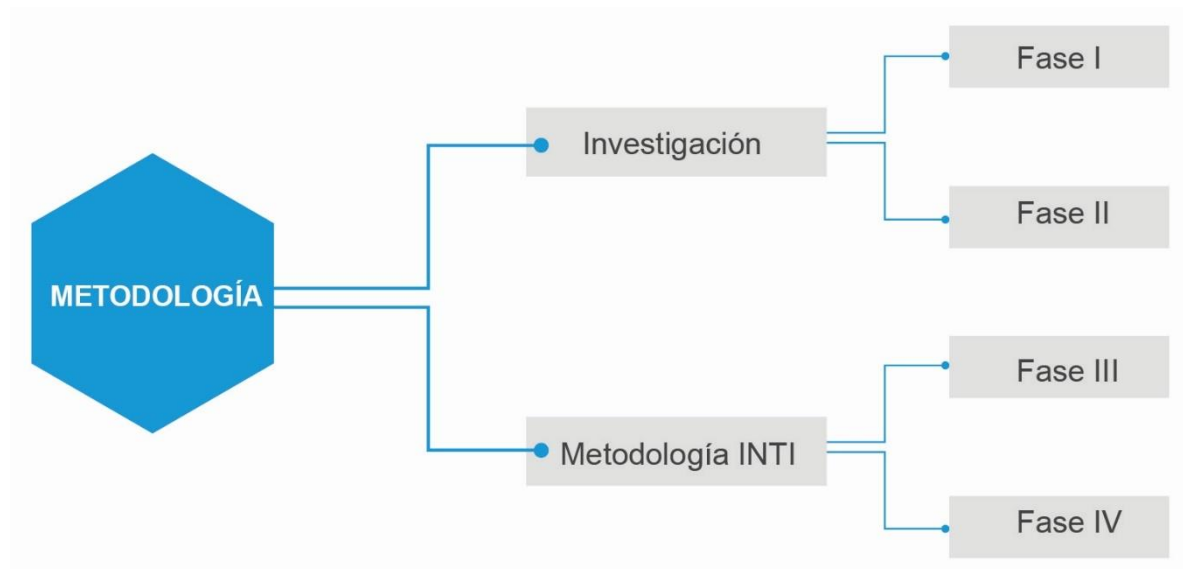 METODOLOGÍA
Investigación
Fase I
Fase II
Metodología INTI
Fase III
Fase IV